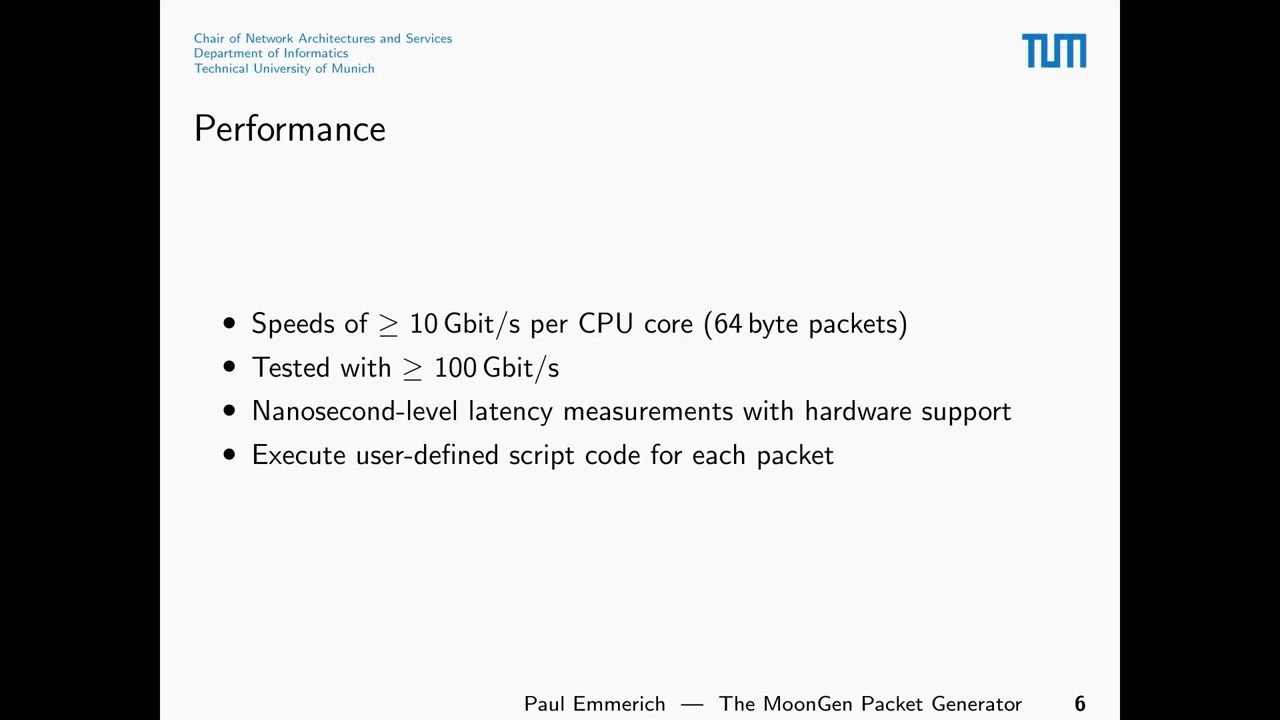 Chair of Network Architectures and Services
Department of Informatics
Technical University of Munich
TUM
Performance
• Speeds of ≥ 10 Gbit/s per CPU core (64 byte packets)
• Tested with ≥ 100 Gbit/s
• Nanosecond-level latency measurements with hardware support
• Execute user-defined script code for each packet
Paul Emmerich — The MoonGen Packet Generator 6